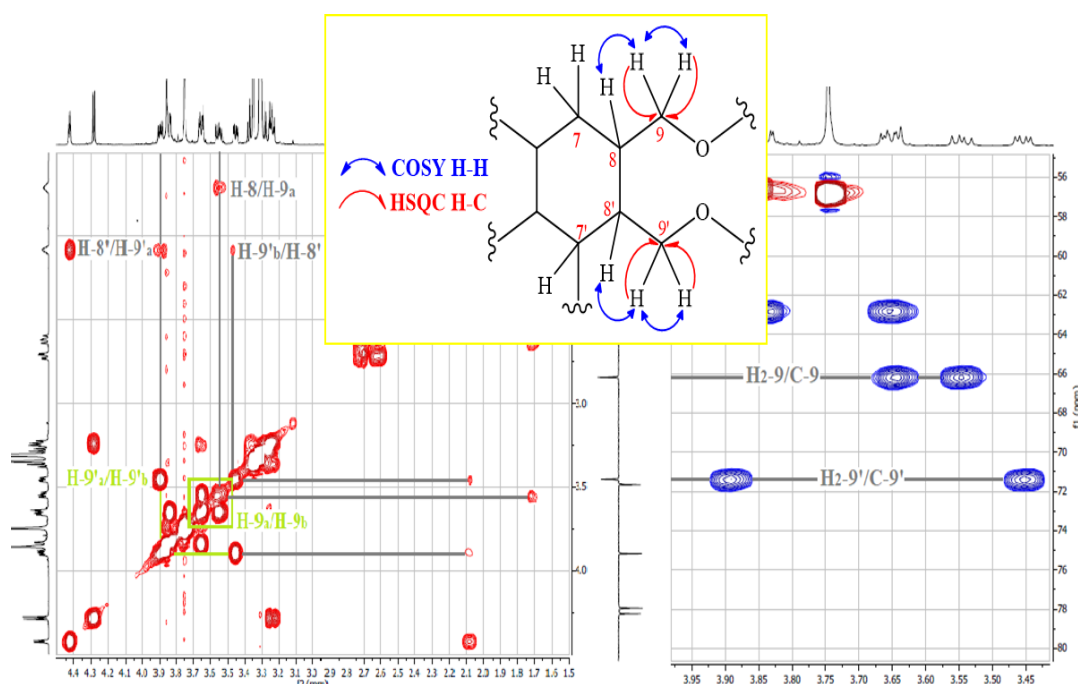 H H
H H
H
7 8 9
O
COSY H-H
HSQC H-C
8'
O
7' 9'
H
H
H H
H-8/H-9a
H-8'/H-9'a
H-9'b/H-8'
H-9'a/H-9'b
H-9a/H-9b
3.0
3.5
4.0
4.4 4.3 4.2 4.1 4.0 3.9 3.8 3.7 3.6 3.5 3.4 3.3 3.2 3.1 3.0 2.9 2.8 2.7 2.6 2.5 2.4 2.3 2.2 2.1 2.0 1.9 1.8 1.7 1.6 1.5
H2-9/C-9
H2-9'/C-9'
56
58
60
62
64
66
68
70
72
74
76
78
80
f1 (ppm)
3.95 3.90 3.85 3.80 3.75 3.70 3.65 3.60 3.55 3.50 3.45